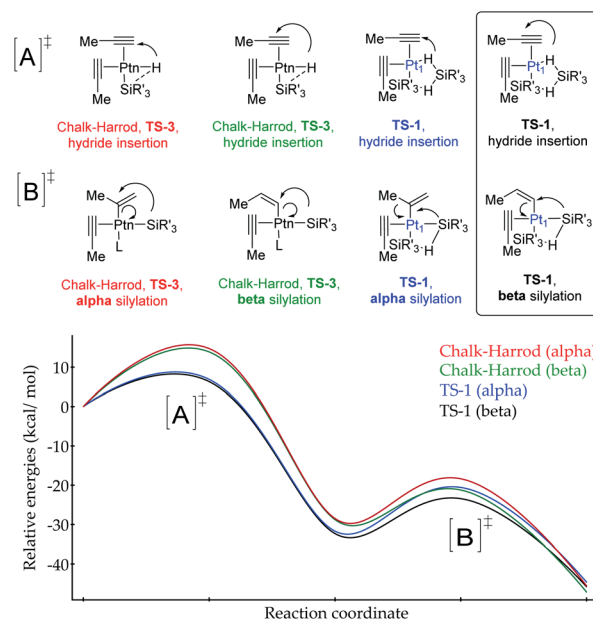 [A]‡
Me
Ptn
H
SiR'3
Me
Chalk-Harrod, TS-3,
hydride insertion
Me
Ptn
H
SiR'3
Me
Chalk-Harrod, TS-3,
hydride insertion
Me
H
Pt1
SiR'3
SiR'3·H
Me
TS-1,
hydride insertion
Me
H
Pt1
SiR'3
SiR'3·H
Me
TS-1,
hydride insertion
[B]‡
Me
Ptn
SiR'3
L
Me
Chalk-Harrod, TS-3,
alpha silylation
Ptn
SiR'3
L
Me
Me
Chalk-Harrod, TS-3,
beta silylation
Me
Pt1
SiR'3
SiR'3·H
Me
TS-1,
alpha silylation
Me
Pt1
SiR'3
SiR'3·H
Me
TS-1,
beta silylation
Relative energies (kcal/ mol)
10
0
-10
-20
-30
-40
[A]‡
[B]‡
Chalk-Harrod (alpha)
Chalk-Harrod (beta)
TS-1 (alpha)
TS-1 (beta)
Reaction coordinate